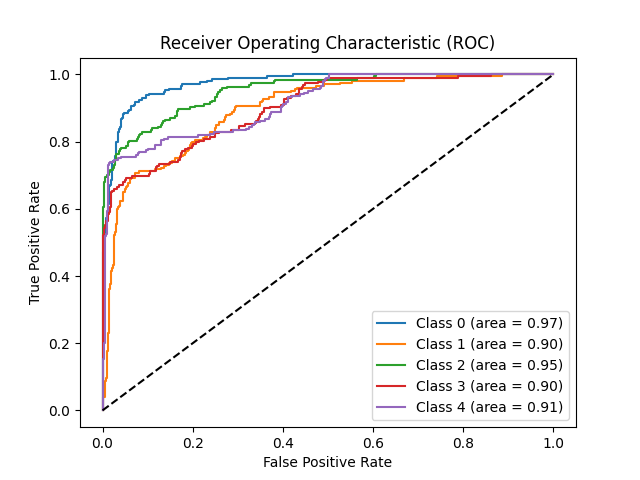 Receiver Operating Characteristic (ROC)
1.0
0.8
0.6
0.4
0.2
0.0
True Positive Rate
Class 0 (area = 0.97)
Class 1 (area = 0.90)
Class 2 (area = 0.95)
Class 3 (area = 0.90)
Class 4 (area = 0.91)
0.0 0.2 0.4 0.6 0.8 1.0
False Positive Rate